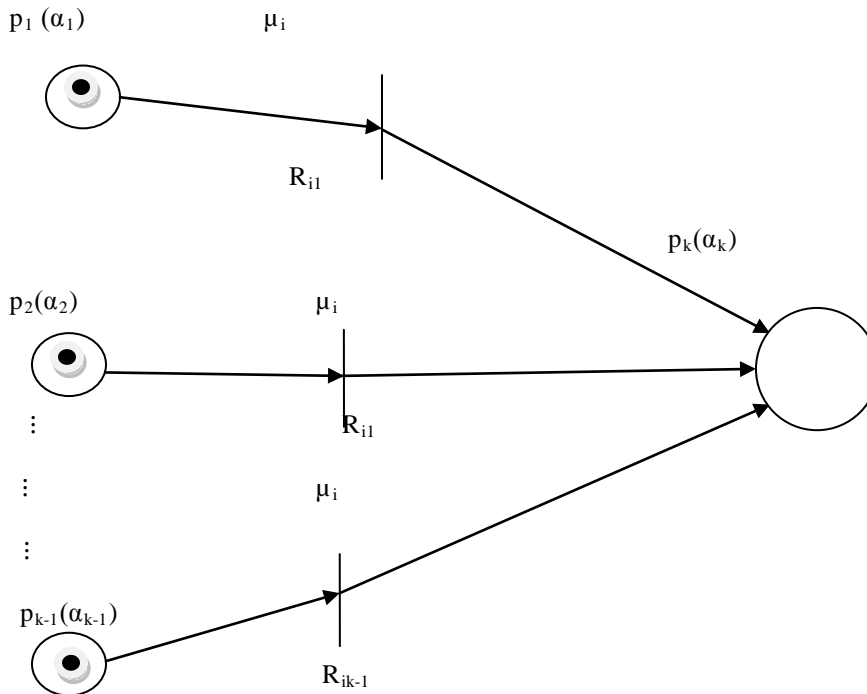 p₁ (α₁) μᵢ
Rᵢ₁
pₖ(αₖ)
p₂(α₂) μᵢ
⋮
Rᵢ₁
⋮ μᵢ
⋮
pₖ₋₁(αₖ₋₁)
Rᵢₖ₋₁